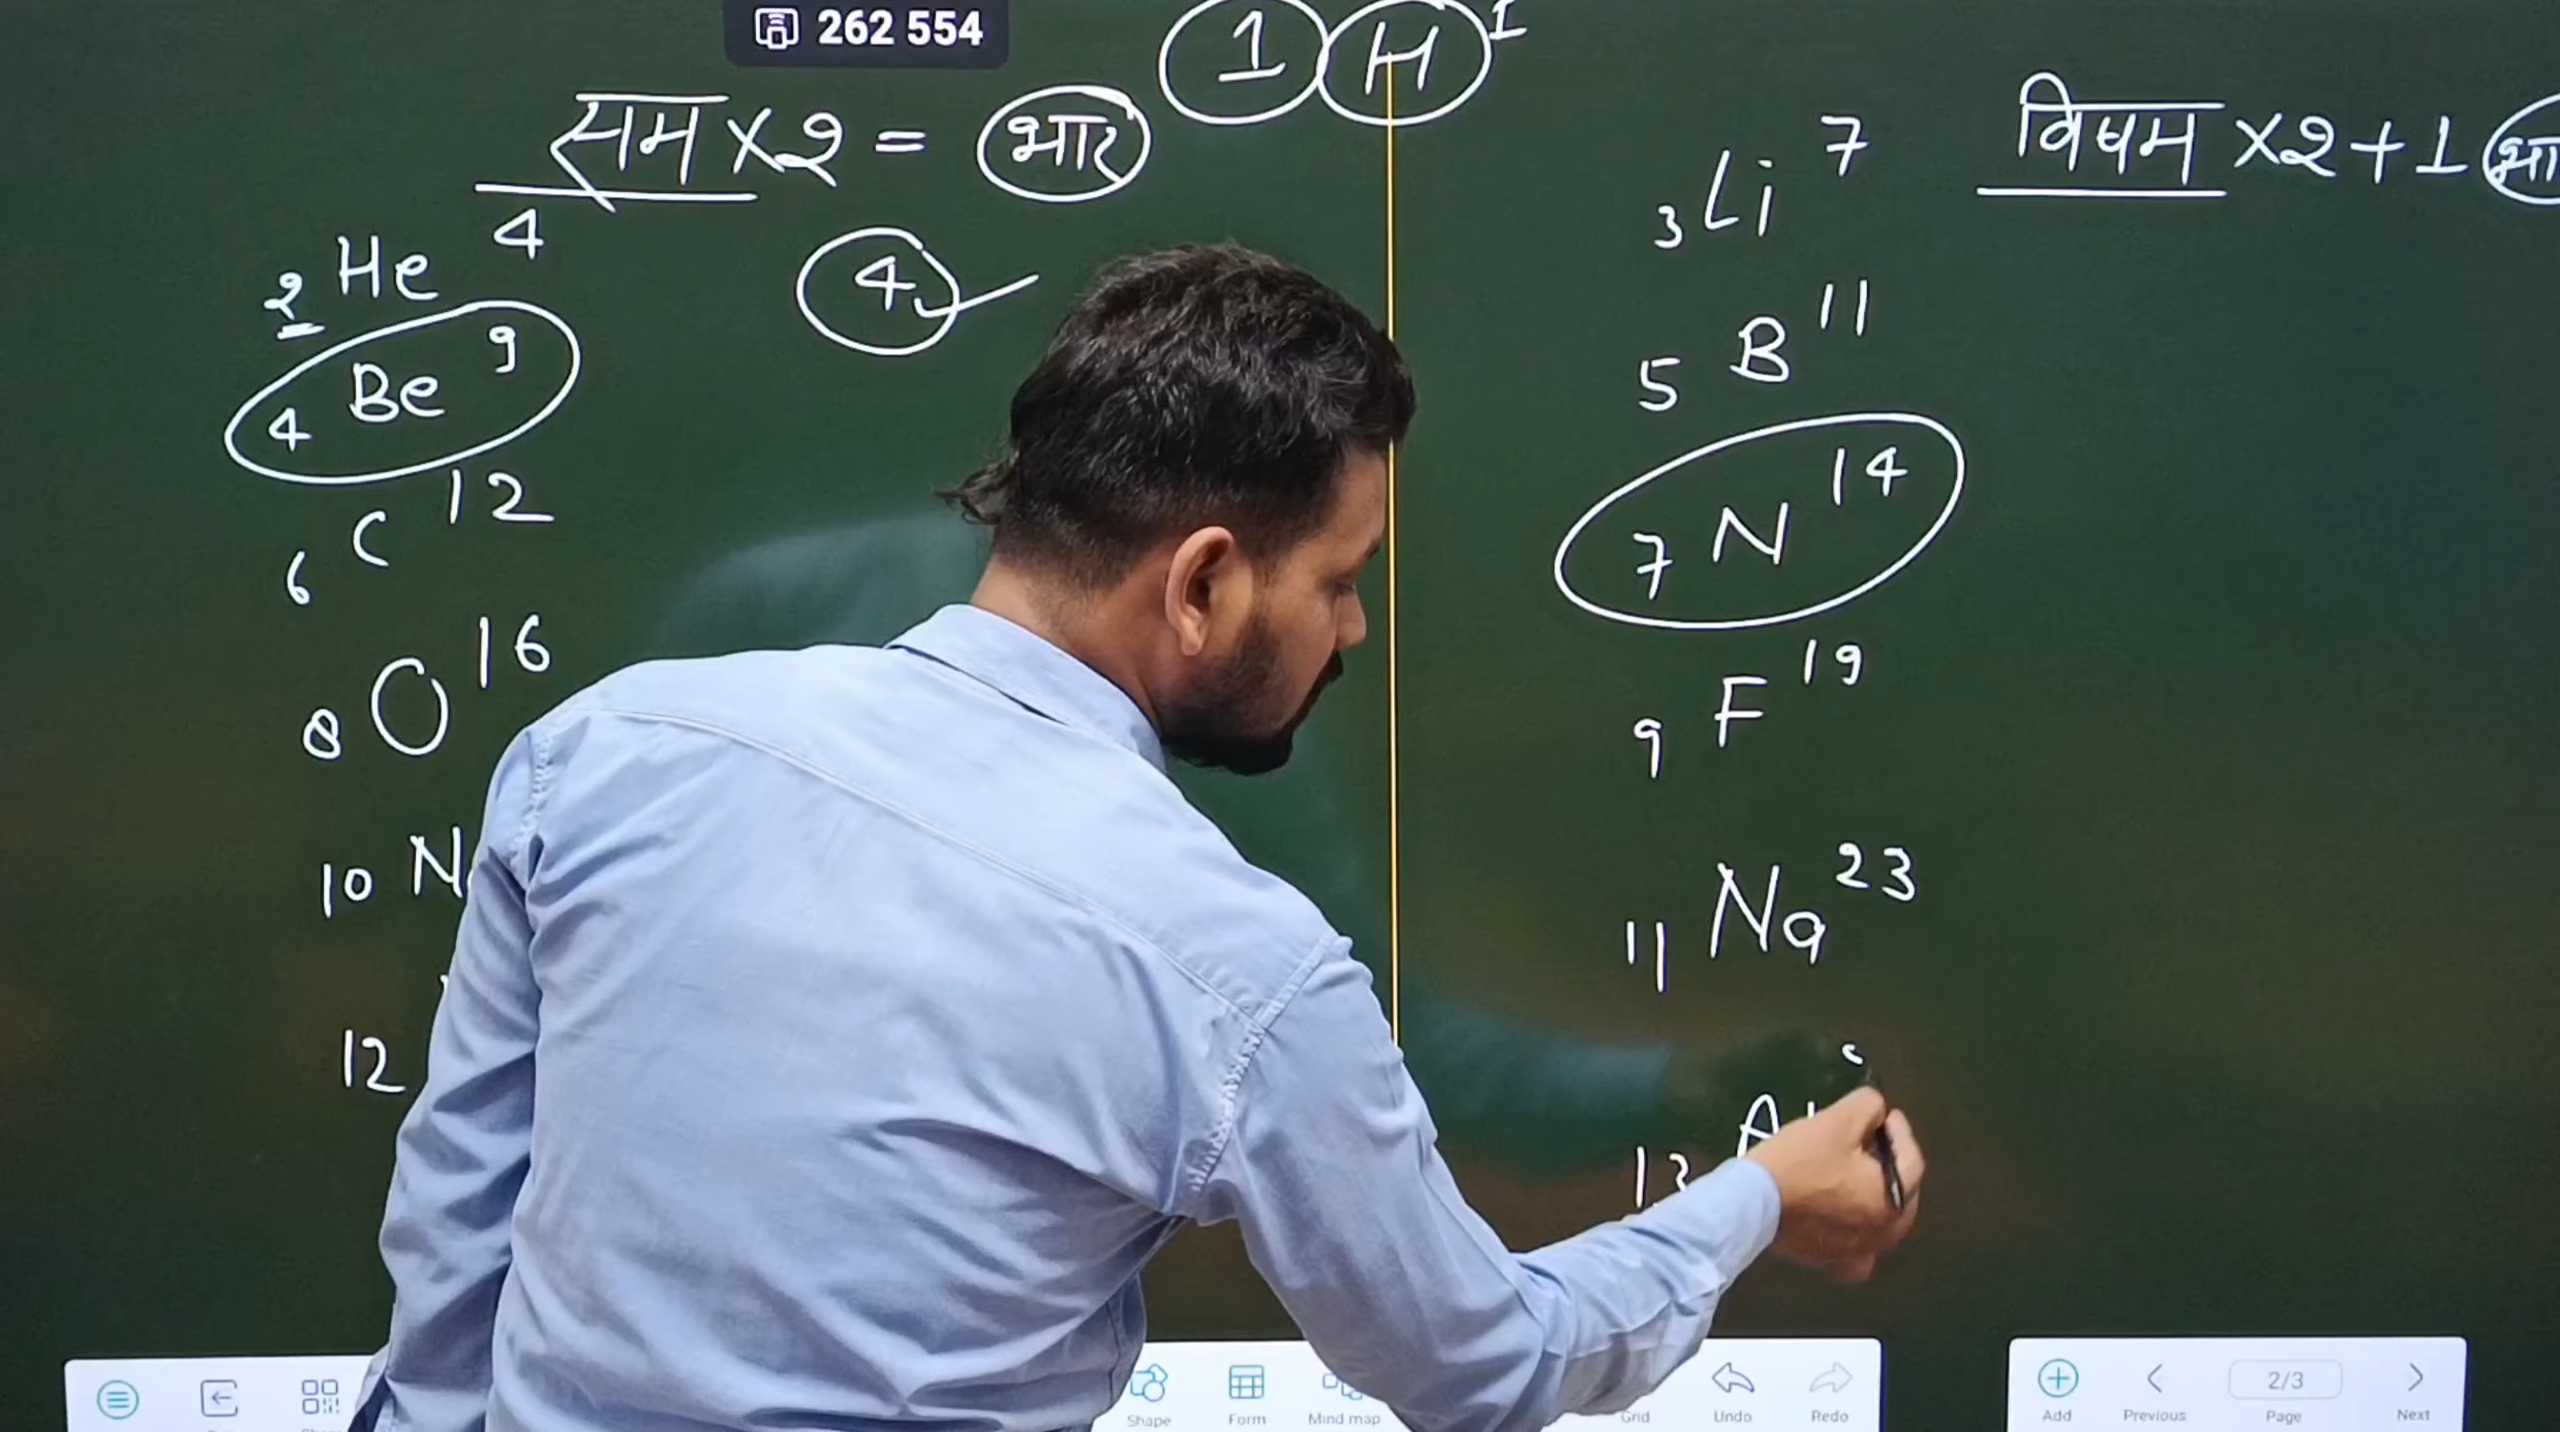 262 554
1 H 1
सम x2 = भार
2 He 4
4
4 Be 9
6 C 12
8 O 16
10 N
12
विषम x2+1
3 Li 7
5 B 11
7 N 14
9 F 19
11 Na 23
13 Al
Shape Form Mind map Grid Undo Redo
Add Previous 2/3 Page Next